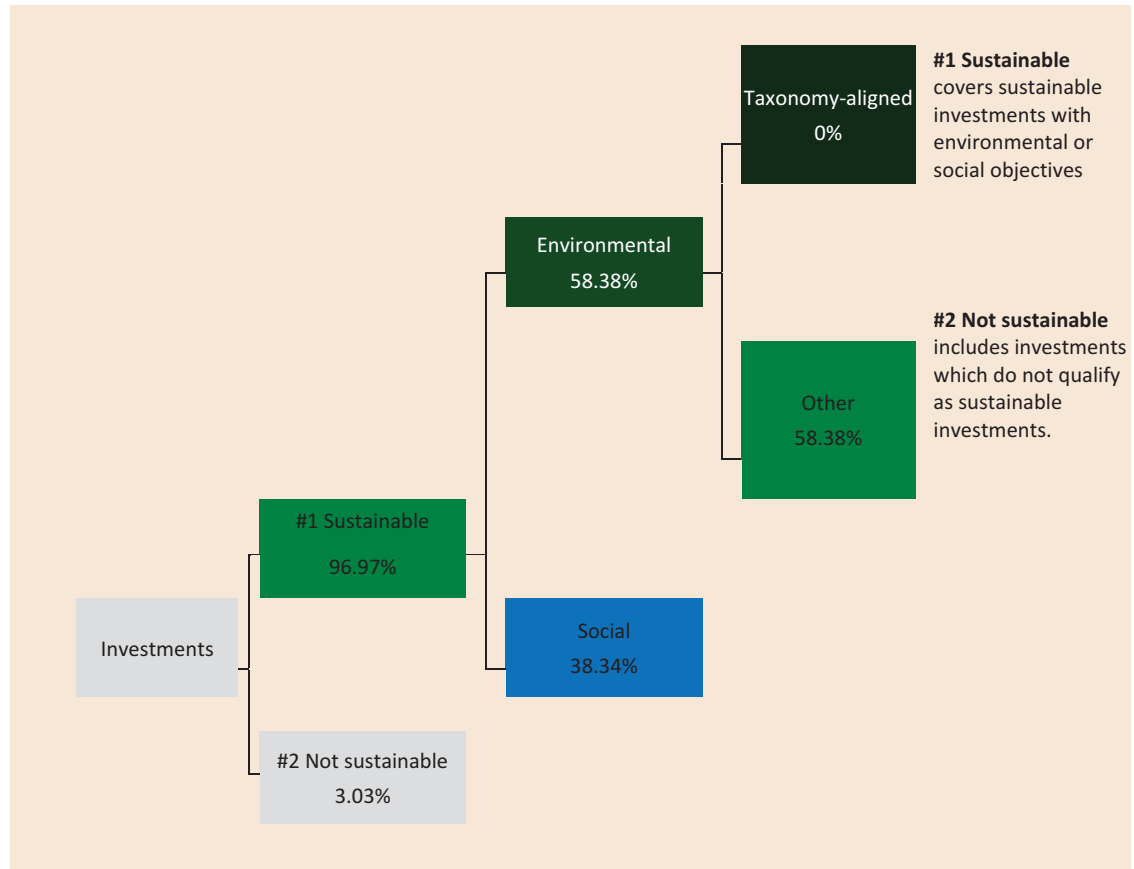 Taxonomy-aligned
0%
#1 Sustainable
covers sustainable
investments with
environmental or
social objectives
Environmental
58.38%
#2 Not sustainable
includes investments
which do not qualify
as sustainable
investments.
Other
58.38%
#1 Sustainable
96.97%
Social
38.34%
Investments
#2 Not sustainable
3.03%